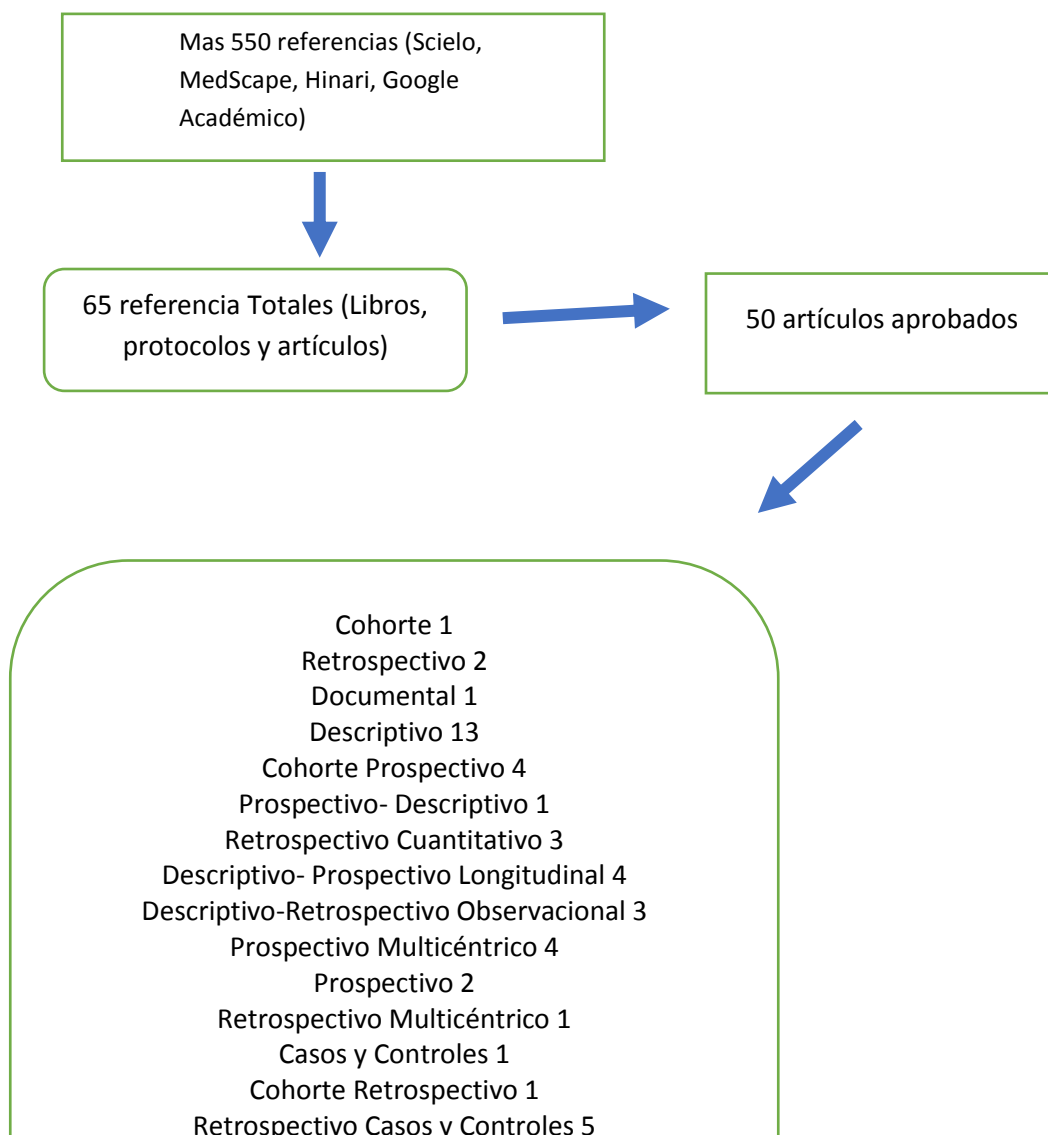 Mas 550 referencias (Scielo,
MedScape, Hinari, Google
Académico)
65 referencia Totales (Libros,
protocolos y artículos)
50 artículos aprobados
Cohorte 1
Retrospectivo 2
Documental 1
Descriptivo 13
Cohorte Prospectivo 4
Prospectivo- Descriptivo 1
Retrospectivo Cuantitativo 3
Descriptivo- Prospectivo Longitudinal 4
Descriptivo-Retrospectivo Observacional 3
Prospectivo Multicéntrico 4
Prospectivo 2
Retrospectivo Multicéntrico 1
Casos y Controles 1
Cohorte Retrospectivo 1
Retrospectivo Casos y Controles 5